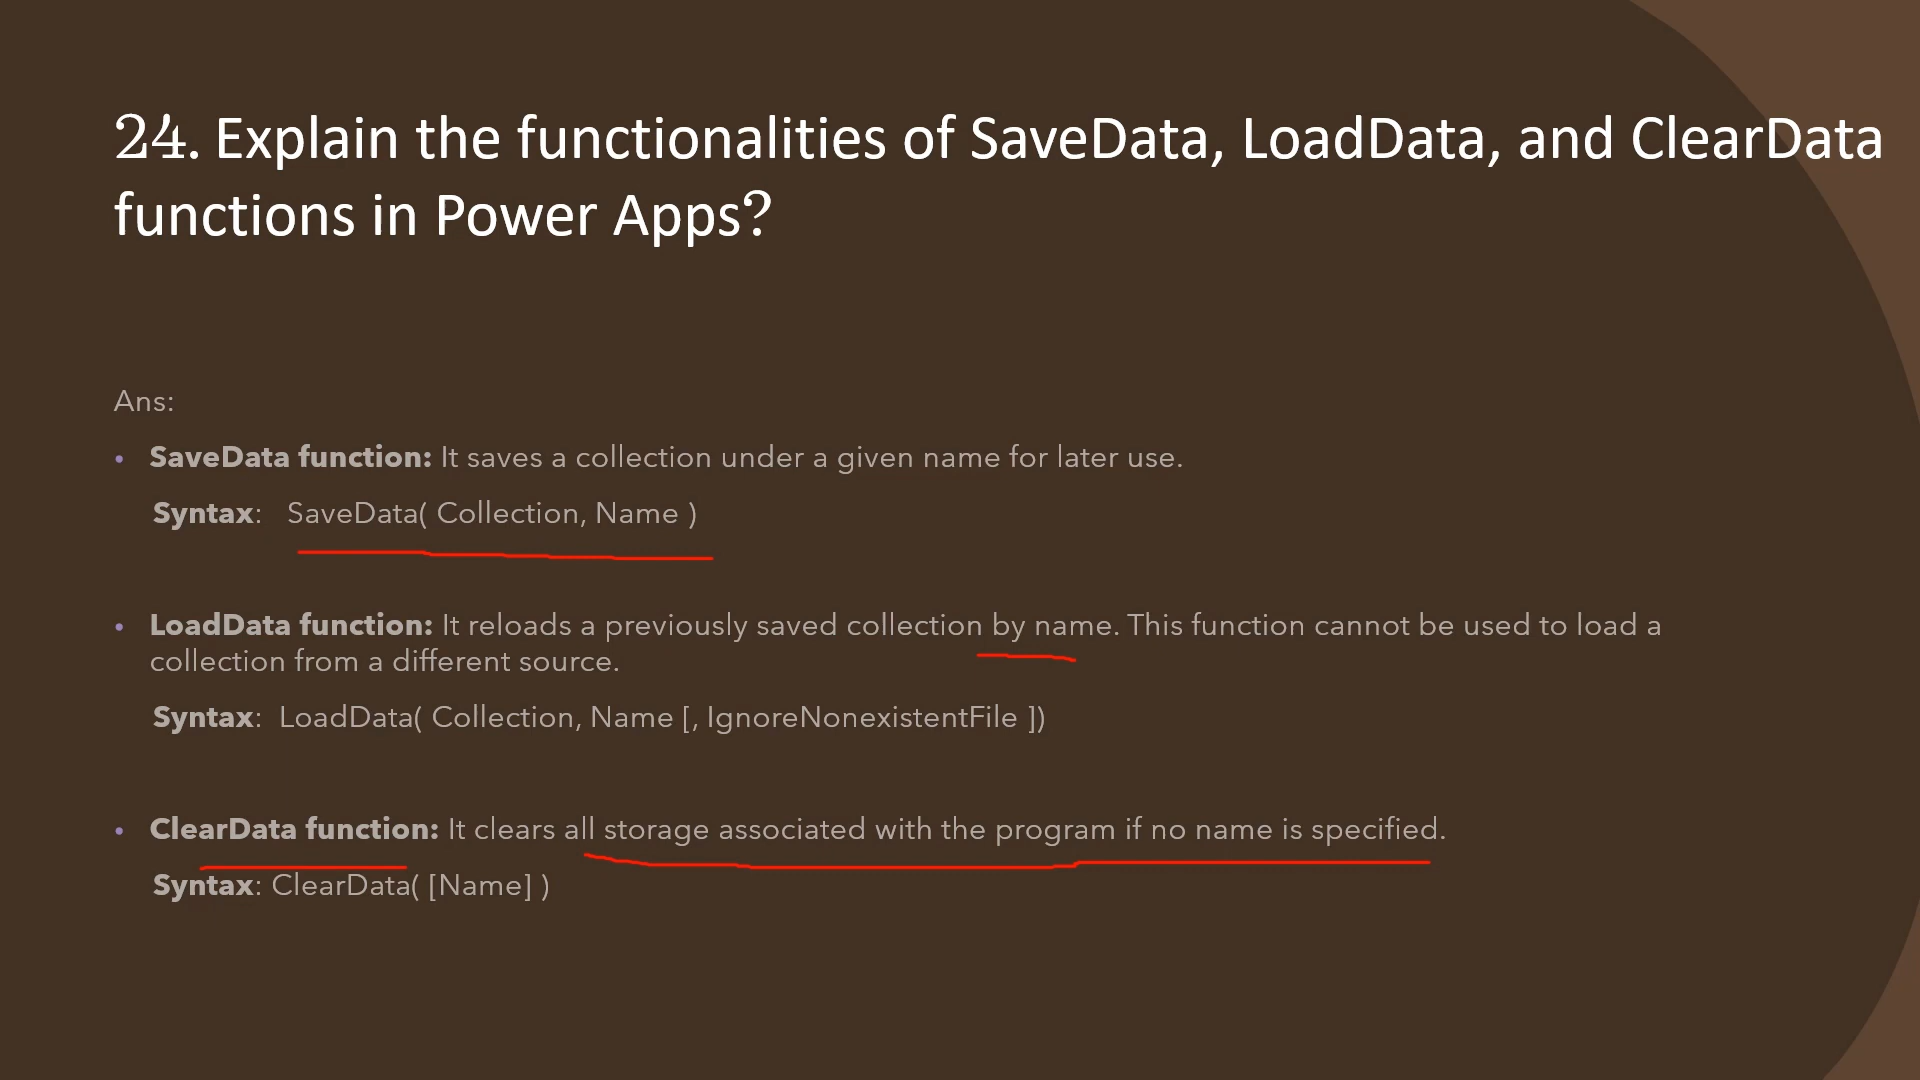 24. Explain the functionalities of SaveData, LoadData, and ClearData
functions in Power Apps?
Ans:
• SaveData function: It saves a collection under a given name for later use.
Syntax: SaveData( Collection, Name )
• LoadData function: It reloads a previously saved collection by name. This function cannot be used to load a
collection from a different source.
Syntax: LoadData( Collection, Name [, IgnoreNonexistentFile ])
• ClearData function: It clears all storage associated with the program if no name is specified.
Syntax: ClearData( [Name] )